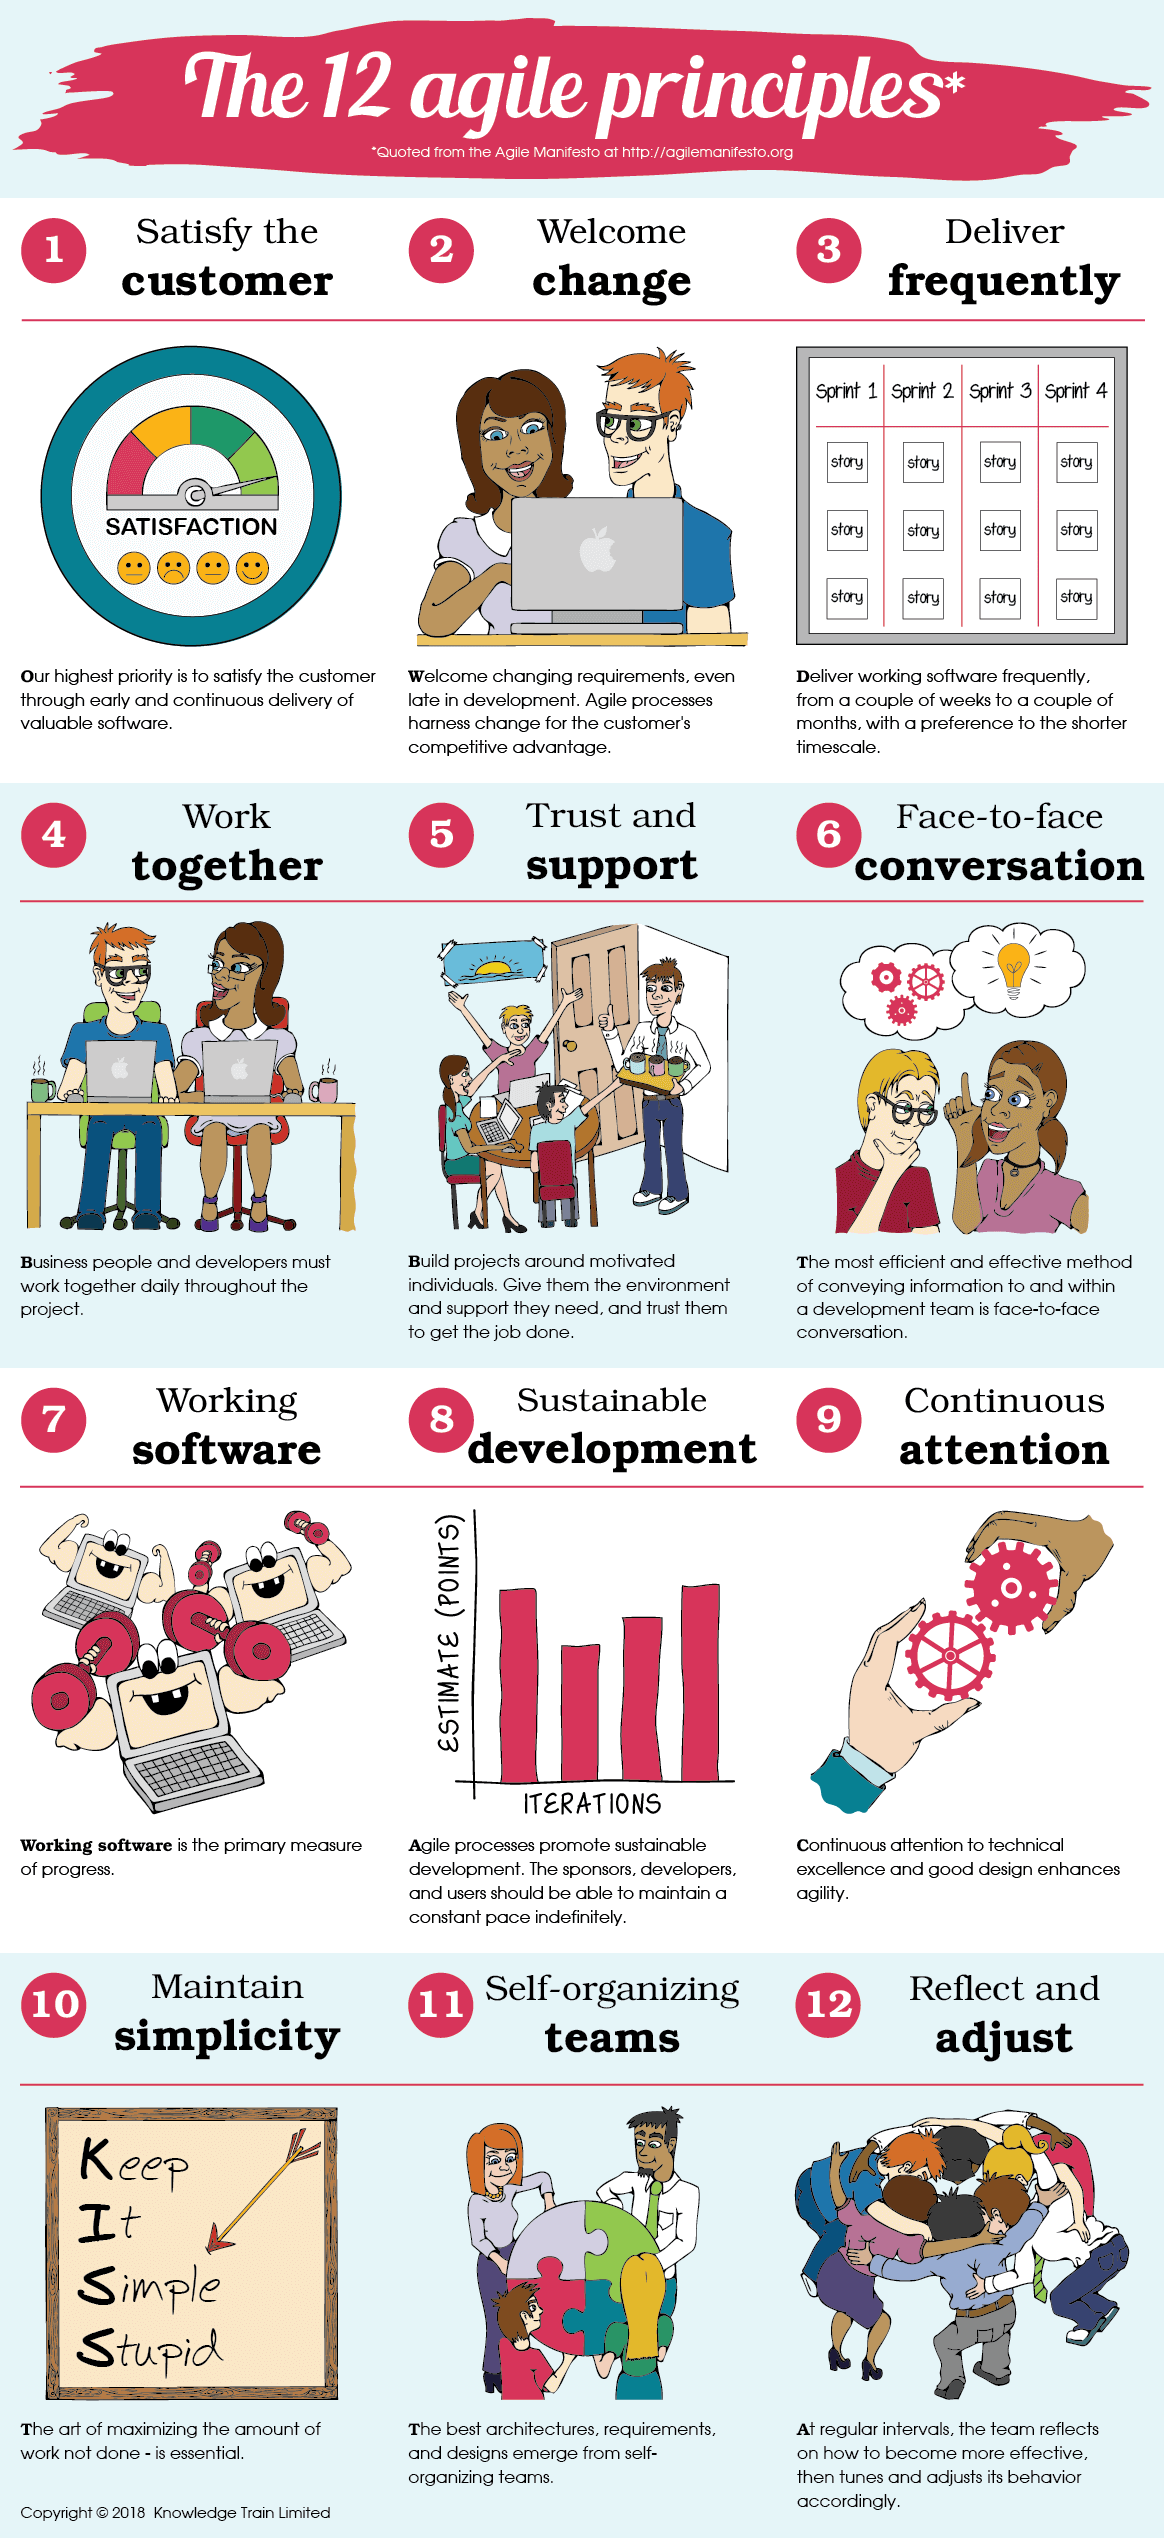 The 12 agile principles*
*Quoted from the Agile Manifesto at http://agilemanifesto.org
1
Satisfy the
customer
2
Welcome
change
3
Deliver
frequently
SATISFACTION
Sprint 1 Sprint 2 Sprint 3 Sprint 4
story story story story
story story story story
story story story story
Our highest priority is to satisfy the customer
through early and continuous delivery of
valuable software.
Welcome changing requirements, even
late in development. Agile processes
harness change for the customer's
competitive advantage.
Deliver working software frequently,
from a couple of weeks to a couple of
months, with a preference to the shorter
timescale.
4
Work
together
5
Trust and
support
6
Face-to-face
conversation
Business people and developers must
work together daily throughout the
project.
Build projects around motivated
individuals. Give them the environment
and support they need, and trust them
to get the job done.
The most efficient and effective method
of conveying information to and within
a development team is face-to-face
conversation.
7
Working
software
8
Sustainable
development
9
Continuous
attention
ESTIMATE (POINTS)
ITERATIONS
Working software is the primary measure
of progress.
Agile processes promote sustainable
development. The sponsors, developers,
and users should be able to maintain a
constant pace indefinitely.
Continuous attention to technical
excellence and good design enhances
agility.
10
Maintain
simplicity
11
Self-organizing
teams
12
Reflect and
adjust
Keep
It
Simple
Stupid
The art of maximizing the amount of
work not done - is essential.
The best architectures, requirements,
and designs emerge from self-
organizing teams.
At regular intervals, the team reflects
on how to become more effective,
then tunes and adjusts its behavior
accordingly.
Copyright © 2018 Knowledge Train Limited